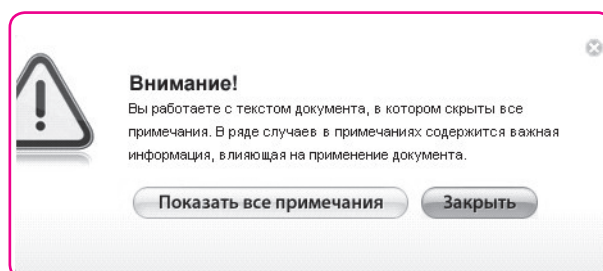 Внимание!
Вы работаете с текстом документа, в котором скрыты все
примечания. В ряде случаев в примечаниях содержится важная
информация, влияющая на применение документа.
Показать все примечания Закрыть